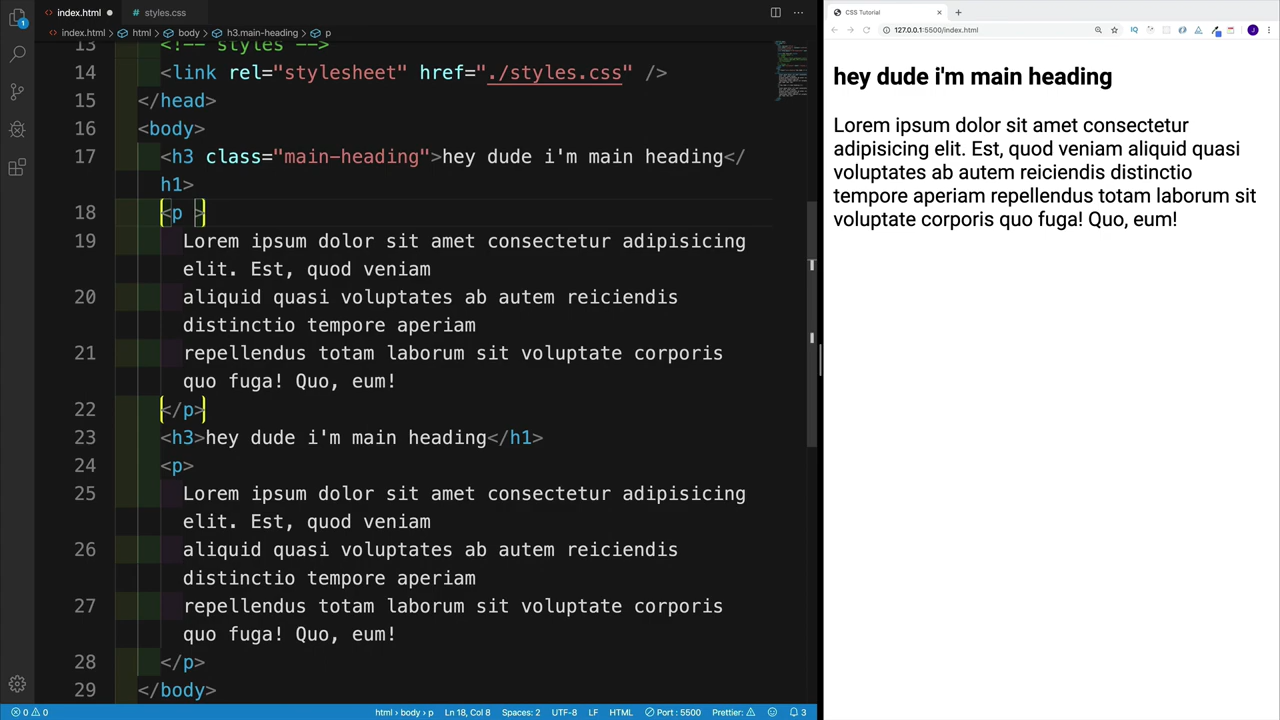 index.html
styles.css
index.html > html > body > h3.main-heading > p
13 <!-- styles -->
14 <link rel="stylesheet" href="./styles.css" />
15 </head>
16 <body>
17 <h3 class="main-heading">hey dude i'm main heading</
h1>
18 <p >
19 Lorem ipsum dolor sit amet consectetur adipisicing
elit. Est, quod veniam
20 aliquid quasi voluptates ab autem reiciendis
distinctio tempore aperiam
21 repellendus totam laborum sit voluptate corporis
quo fuga! Quo, eum!
22 </p>
23 <h3>hey dude i'm main heading</h1>
24 <p>
25 Lorem ipsum dolor sit amet consectetur adipisicing
elit. Est, quod veniam
26 aliquid quasi voluptates ab autem reiciendis
distinctio tempore aperiam
27 repellendus totam laborum sit voluptate corporis
quo fuga! Quo, eum!
28 </p>
29 </body>
1
0 0 html > body > p Ln 18, Col 8 Spaces: 2 UTF-8 LF HTML Port : 5500 Prettier: 3
CSS Tutorial
127.0.0.1:5500/index.html
IQ
J
hey dude i'm main heading
Lorem ipsum dolor sit amet consectetur
adipisicing elit. Est, quod veniam aliquid quasi
voluptates ab autem reiciendis distinctio
tempore aperiam repellendus totam laborum sit
voluptate corporis quo fuga! Quo, eum!